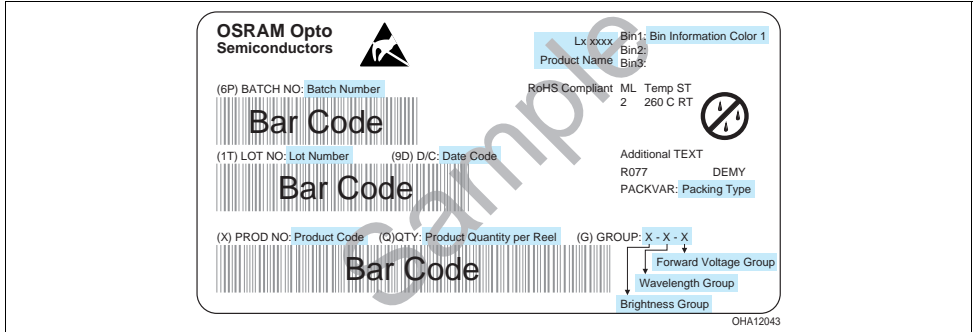 OSRAM Opto
Semiconductors
Lx xxxx
Product Name
Bin1: Bin Information Color 1
Bin2:
Bin3:
(6P) BATCH NO: Batch Number
Bar Code
RoHS Compliant
ML Temp ST
2 260 C RT
(1T) LOT NO: Lot Number (9D) D/C: Date Code
Bar Code
Additional TEXT
R077 DEMY
PACKVAR: Packing Type
(X) PROD NO: Product Code (Q)QTY: Product Quantity per Reel (G) GROUP: X - X - X
Bar Code
Forward Voltage Group
Wavelength Group
Brightness Group
Sample
OHA12043